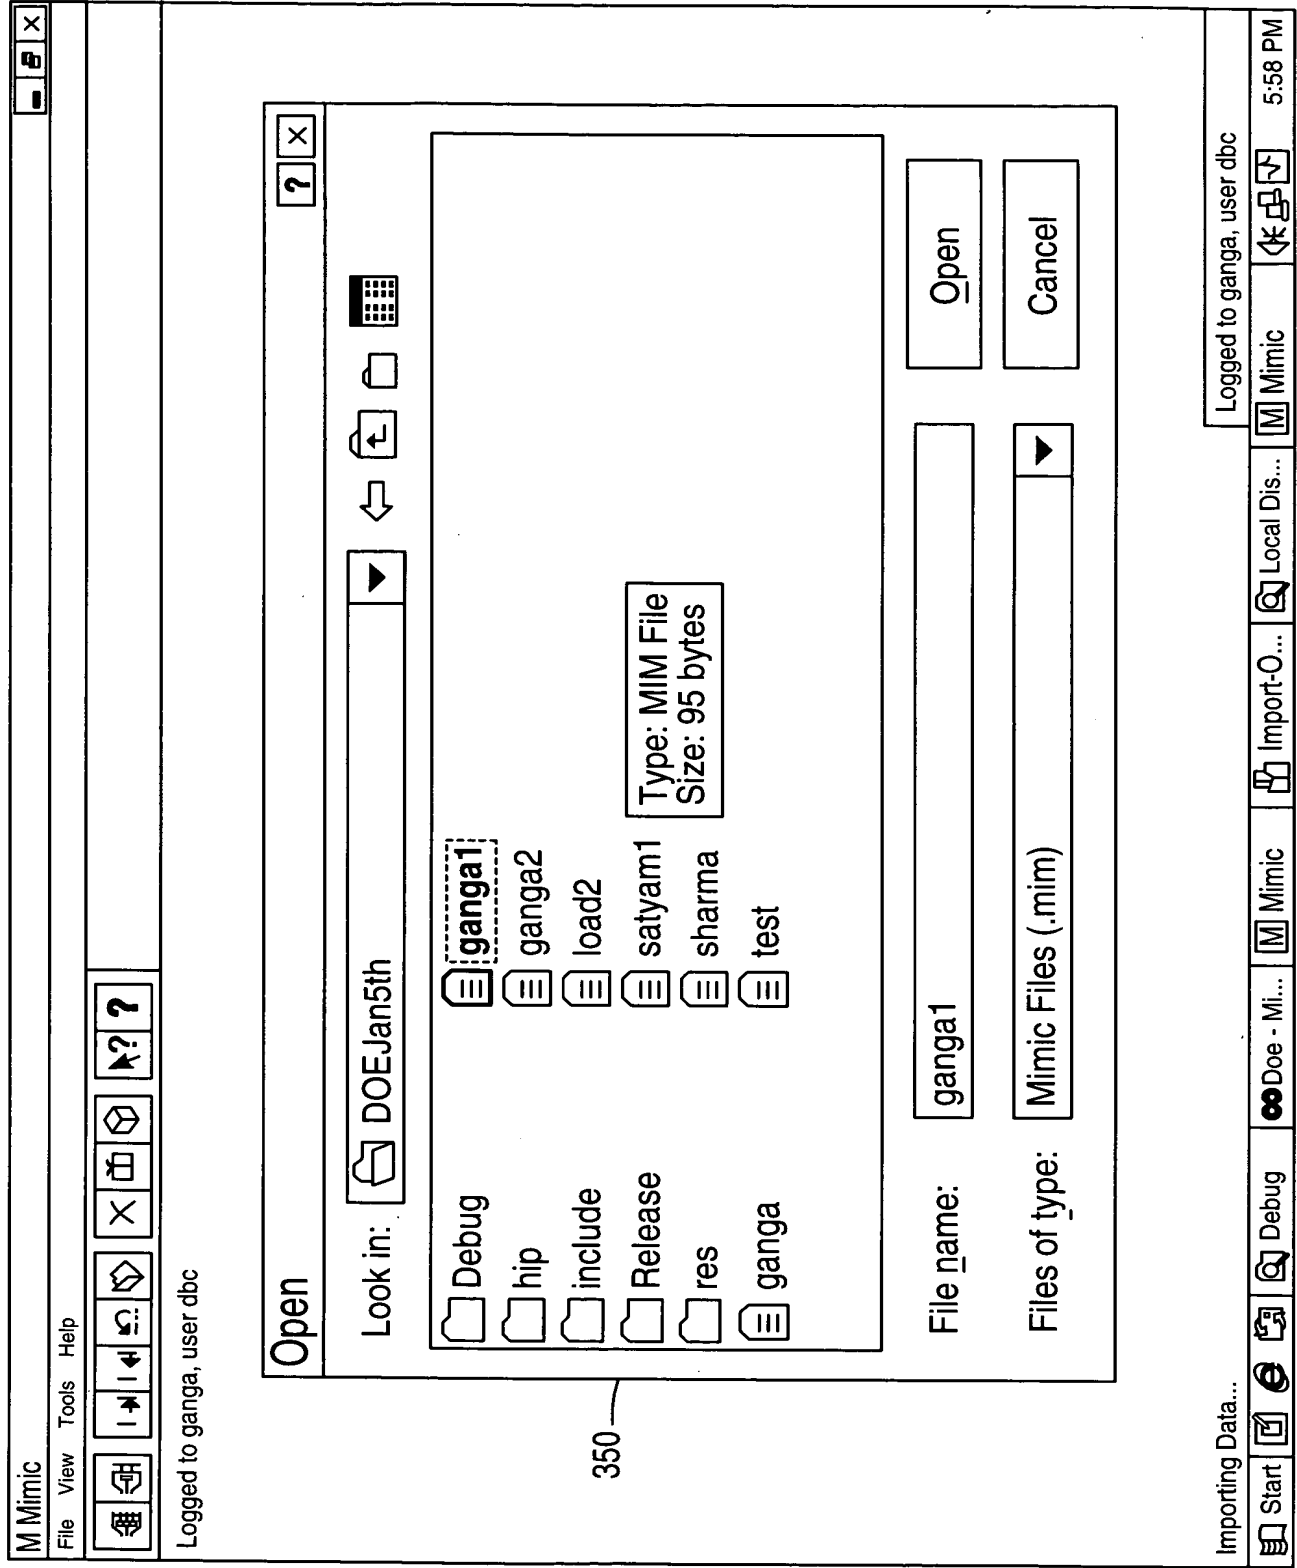 M Mimic
File View Tools Help
Logged to ganga, user dbc
Open
? ×
Look in: DOEJan5th
Debug
hip
include
Release
res
ganga
ganga1
ganga2
load2
satyam1
sharma
test
Type: MIM File
Size: 95 bytes
File name: ganga1
Open
Files of type: Mimic Files (.mim)
Cancel
350
Importing Data...
Logged to ganga, user dbc
Start Debug Doe - Mi... M Mimic Import-O... Local Dis... M Mimic 5:58 PM